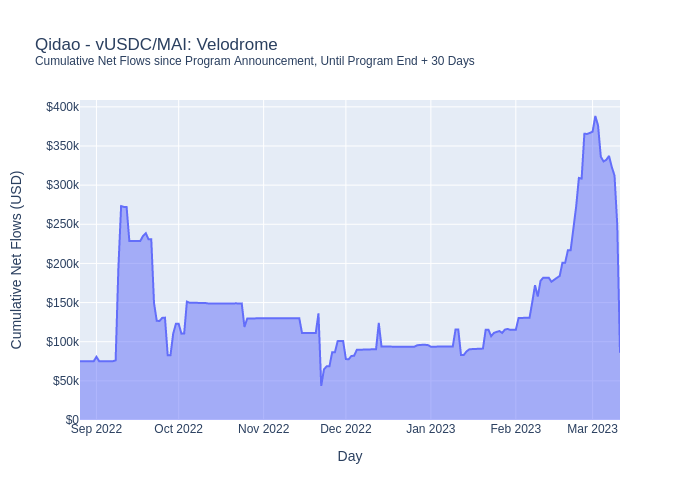 Qidao - vUSDC/MAI: Velodrome
Cumulative Net Flows since Program Announcement, Until Program End + 30 Days
Cumulative Net Flows (USD)
$400k
$350k
$300k
$250k
$200k
$150k
$100k
$50k
$0
Sep 2022 Oct 2022 Nov 2022 Dec 2022 Jan 2023 Feb 2023 Mar 2023
Day